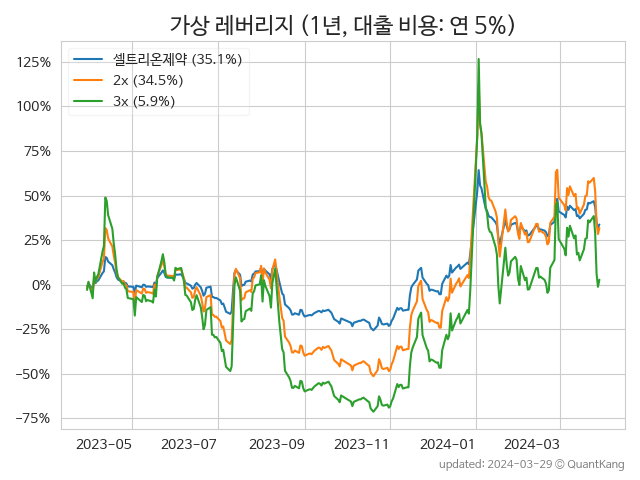 가상 레버리지 (1년, 대출 비용: 연 5%)
셀트리온제약 (35.1%)
2x (34.5%)
3x (5.9%)
125%
100%
75%
50%
25%
0%
−25%
−50%
−75%
2023-05 2023-07 2023-09 2023-11 2024-01 2024-03
updated: 2024-03-29 © QuantKang